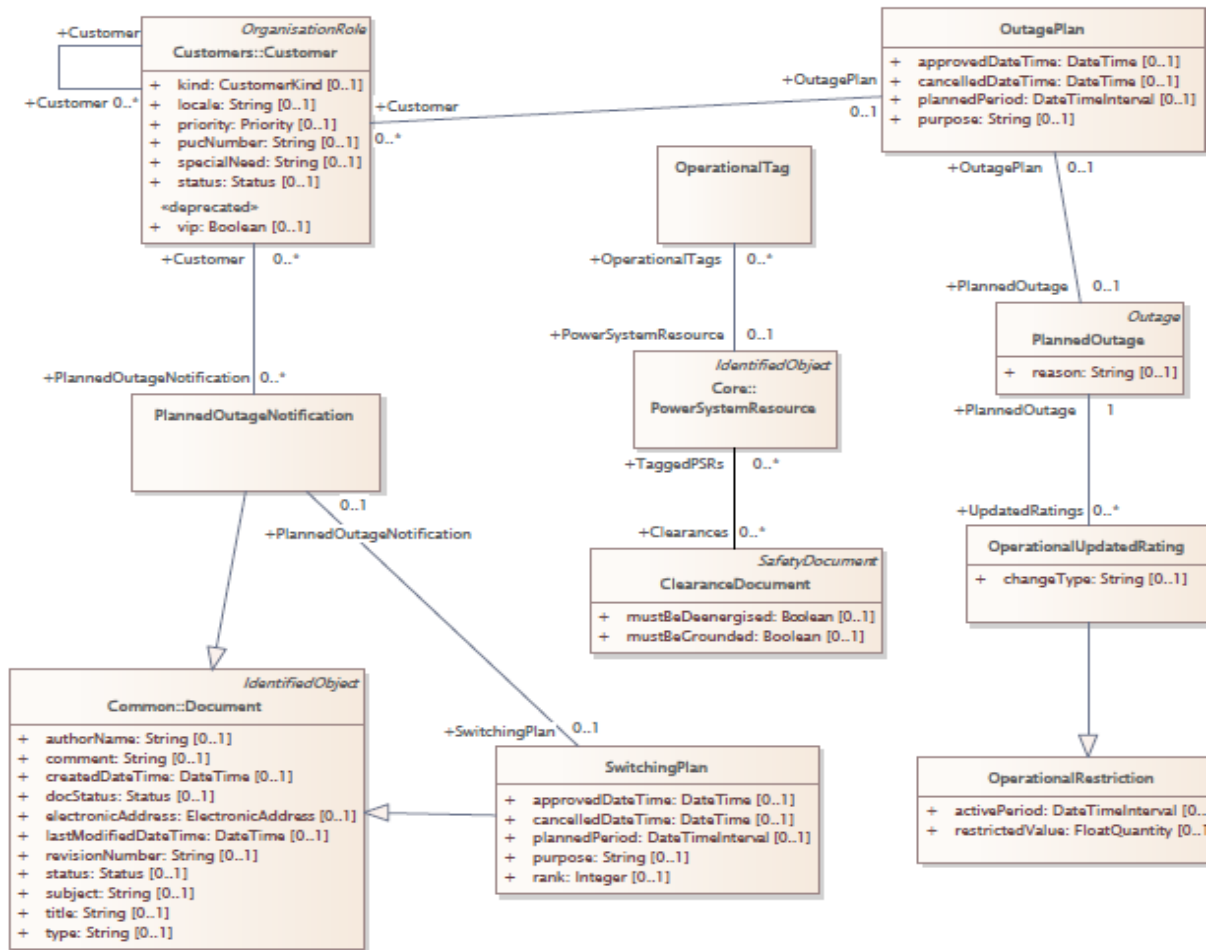 +Customer
+Customer 0..*
OrganisationRole
Customers::Customer
+ kind: CustomerKind [0..1]
+ locale: String [0..1]
+ priority: Priority [0..1]
+ pucNumber: String [0..1]
+ specialNeed: String [0..1]
+ status: Status [0..1]
«deprecated»
+ vip: Boolean [0..1]
+Customer
0..*
+OutagePlan
0..1
OutagePlan
+ approvedDateTime: DateTime [0..1]
+ cancelledDateTime: DateTime [0..1]
+ plannedPeriod: DateTimeInterval [0..1]
+ purpose: String [0..1]
+OutagePlan 0..1
+Customer 0..*
OperationalTag
+OperationalTags 0..*
+PowerSystemResource 0..1
+PlannedOutage 0..1
Outage
PlannedOutage
+ reason: String [0..1]
+PlannedOutage 1
IdentifiedObject
Core::
PowerSystemResource
+TaggedPSRs 0..*
+PlannedOutageNotification 0..*
PlannedOutageNotification
0..1
+PlannedOutageNotification
+Clearances 0..*
SafetyDocument
ClearanceDocument
+ mustBeDeenergised: Boolean [0..1]
+ mustBeGrounded: Boolean [0..1]
+UpdatedRatings 0..*
OperationalUpdatedRating
+ changeType: String [0..1]
IdentifiedObject
Common::Document
+ authorName: String [0..1]
+ comment: String [0..1]
+ createdDateTime: DateTime [0..1]
+ docStatus: Status [0..1]
+ electronicAddress: ElectronicAddress [0..1]
+ lastModifiedDateTime: DateTime [0..1]
+ revisionNumber: String [0..1]
+ status: Status [0..1]
+ subject: String [0..1]
+ title: String [0..1]
+ type: String [0..1]
+SwitchingPlan 0..1
SwitchingPlan
+ approvedDateTime: DateTime [0..1]
+ cancelledDateTime: DateTime [0..1]
+ plannedPeriod: DateTimeInterval [0..1]
+ purpose: String [0..1]
+ rank: Integer [0..1]
OperationalRestriction
+ activePeriod: DateTimeInterval [0..
+ restrictedValue: FloatQuantity [0..1